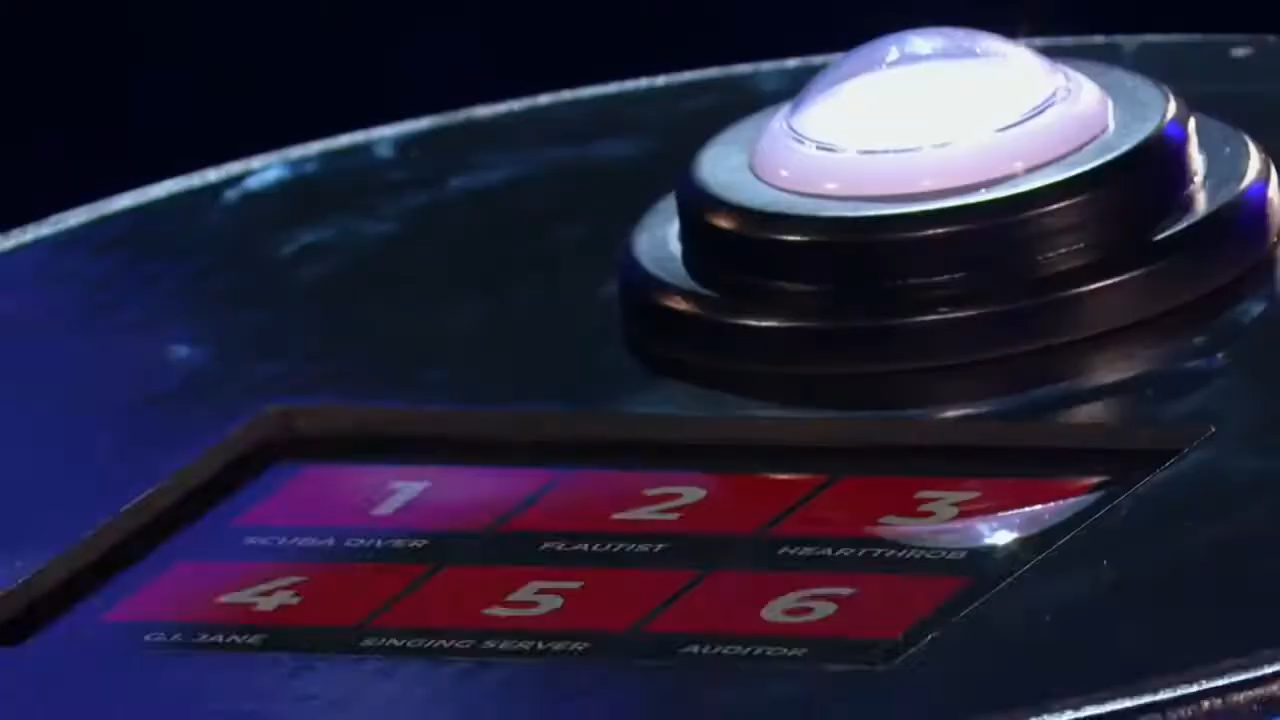 1 2 3
SCUBA DIVER FLAUTIST HEARTTHROB
4 5 6
G.I. JANE SINGING SERVER AUDITOR